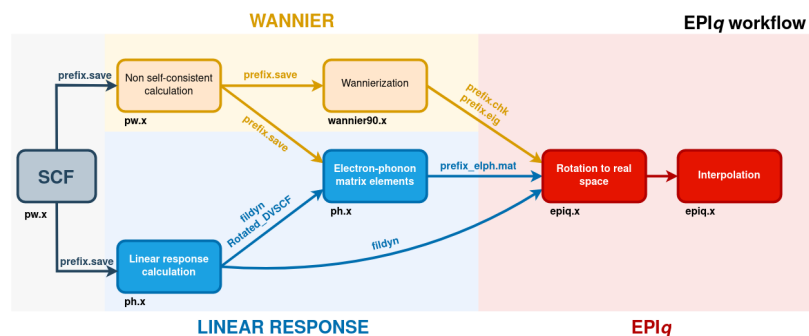 WANNIER
EPIq workflow
prefix.save
Non self-consistent
calculation
pw.x
prefix.save
Wannierization
wannier90.x
prefix.chk
prefix.eig
prefix.save
SCF
pw.x
Electron-phonon
matrix elements
ph.x
prefix_elph.mat
Rotation to real
space
epiq.x
Interpolation
epiq.x
fildyn
Rotated_DVSCF
prefix.save
Linear response
calculation
ph.x
fildyn
LINEAR RESPONSE
EPIq